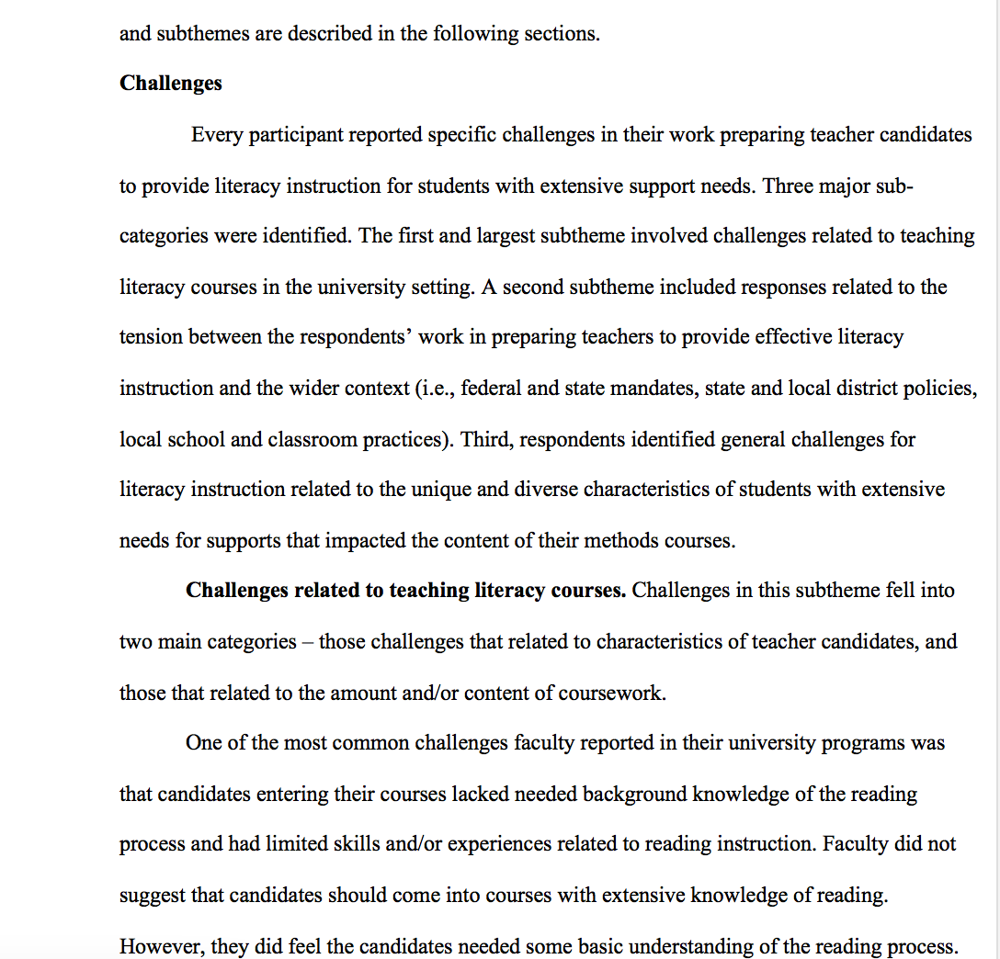 and subthemes are described in the following sections.
Challenges
Every participant reported specific challenges in their work preparing teacher candidates
to provide literacy instruction for students with extensive support needs. Three major sub-
categories were identified. The first and largest subtheme involved challenges related to teaching
literacy courses in the university setting. A second subtheme included responses related to the
tension between the respondents’ work in preparing teachers to provide effective literacy
instruction and the wider context (i.e., federal and state mandates, state and local district policies,
local school and classroom practices). Third, respondents identified general challenges for
literacy instruction related to the unique and diverse characteristics of students with extensive
needs for supports that impacted the content of their methods courses.
Challenges related to teaching literacy courses. Challenges in this subtheme fell into
two main categories – those challenges that related to characteristics of teacher candidates, and
those that related to the amount and/or content of coursework.
One of the most common challenges faculty reported in their university programs was
that candidates entering their courses lacked needed background knowledge of the reading
process and had limited skills and/or experiences related to reading instruction. Faculty did not
suggest that candidates should come into courses with extensive knowledge of reading.
However, they did feel the candidates needed some basic understanding of the reading process.